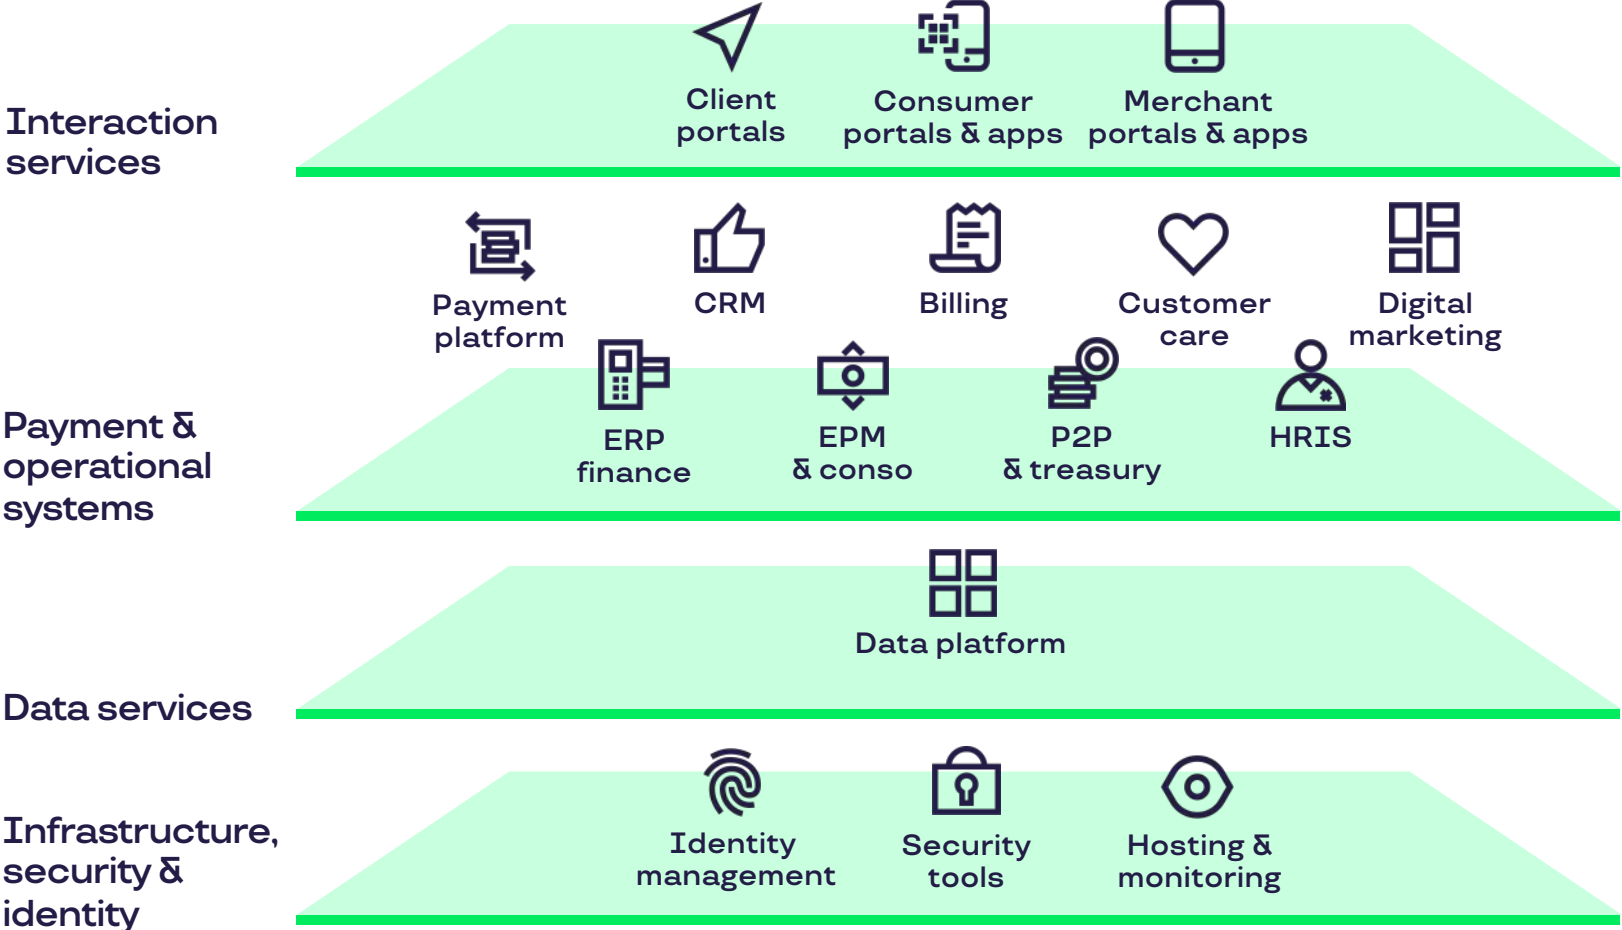 Interaction
services
Client
portals
Consumer
portals & apps
Merchant
portals & apps
Payment
platform
CRM
Billing
Customer
care
Digital
marketing
Payment &
operational
systems
ERP
finance
EPM
& conso
P2P
& treasury
HRIS
Data services
Data platform
Infrastructure,
security &
identity
Identity
management
Security
tools
Hosting &
monitoring